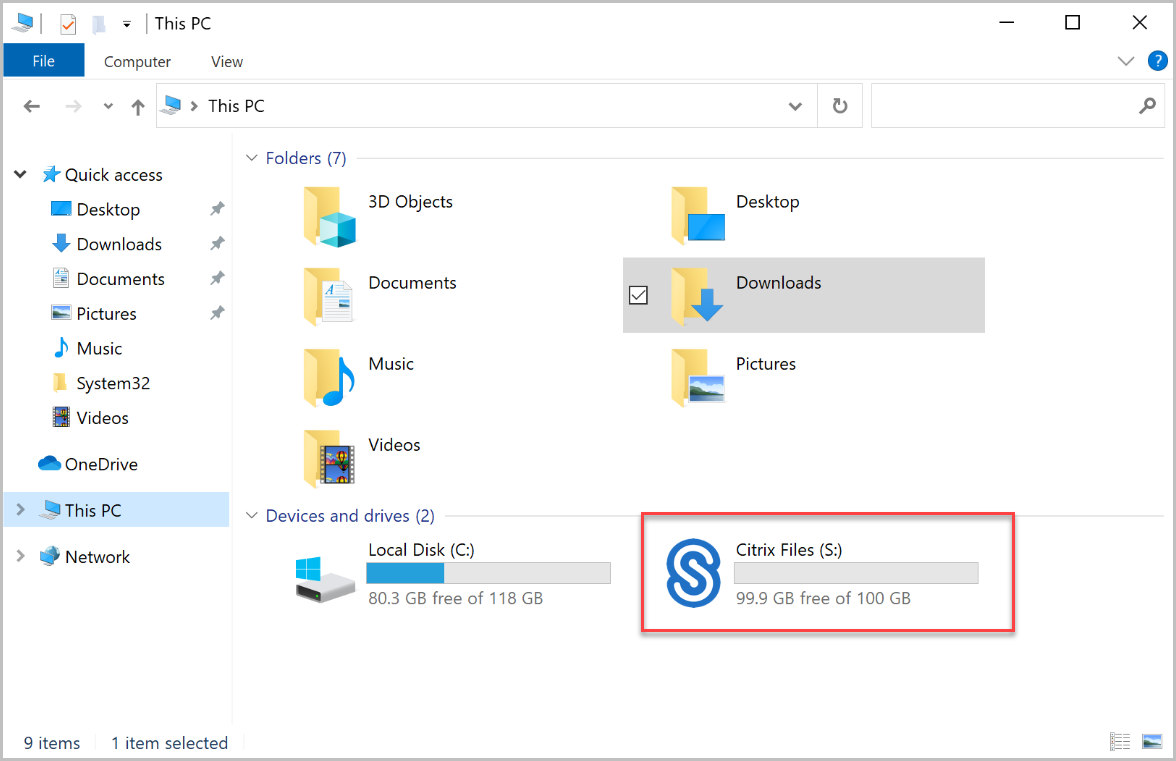 This PC
File Computer View ?
This PC
Quick access
Desktop
Downloads
Documents
Pictures
Music
System32
Videos
OneDrive
This PC
Network
Folders (7)
3D Objects
Desktop
Documents
Downloads
Music
Pictures
Videos
Devices and drives (2)
Local Disk (C:)
80.3 GB free of 118 GB
Citrix Files (S:)
99.9 GB free of 100 GB
9 items 1 item selected